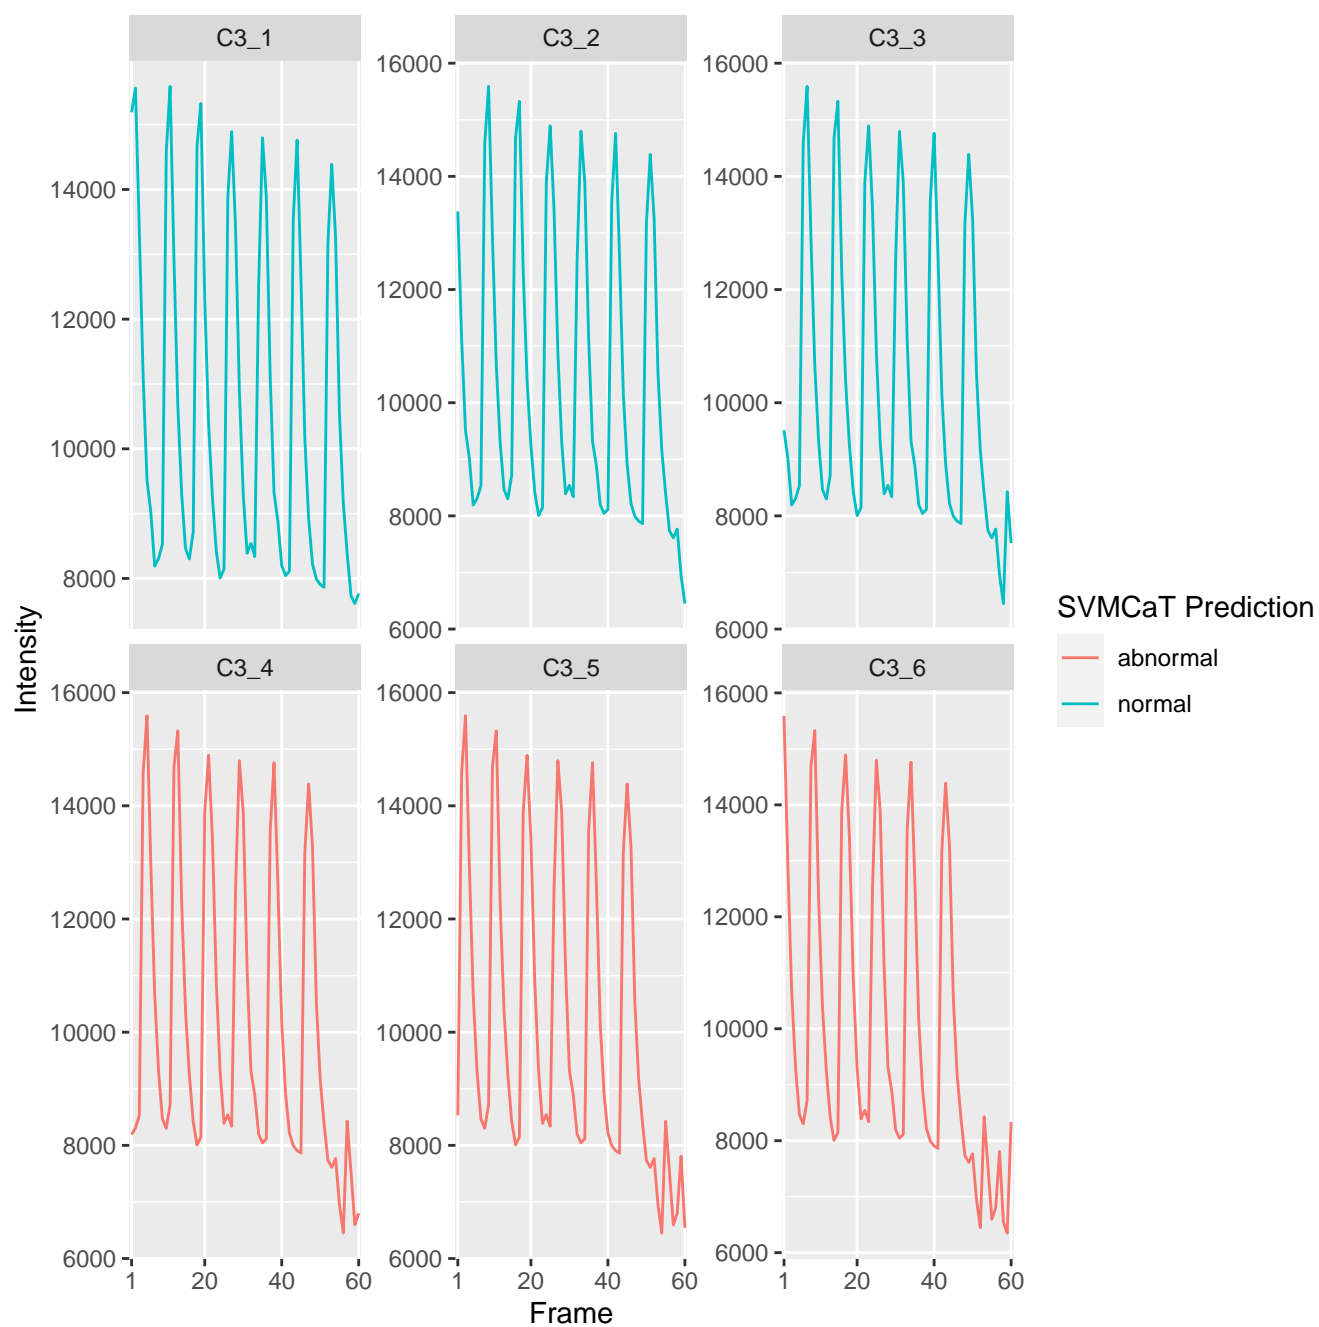 C3_1 C3_2 C3_3
16000 16000
14000 14000 14000
12000 12000 12000
10000 10000 10000
8000 8000 8000
6000 6000
C3_4 C3_5 C3_6
16000 16000 16000
14000 14000 14000
12000 12000 12000
10000 10000 10000
8000 8000 8000
6000 6000 6000
1 20 40 60 1 20 40 60 1 20 40 60
Frame
Intensity
SVMCaT Prediction
abnormal
normal